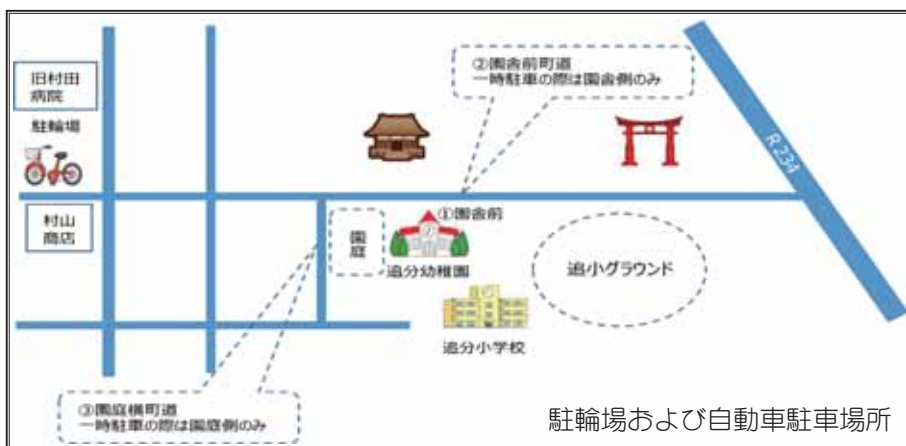 旧村田
病院
駐輪場
村山
商店
②園舎前町道
一時駐車の際は園舎側のみ
R 234
①園舎前
園庭
追分幼稚園
追小グラウンド
追分小学校
③園庭横町道
一時駐車の際は園庭側のみ
駐輪場および自動車駐車場所